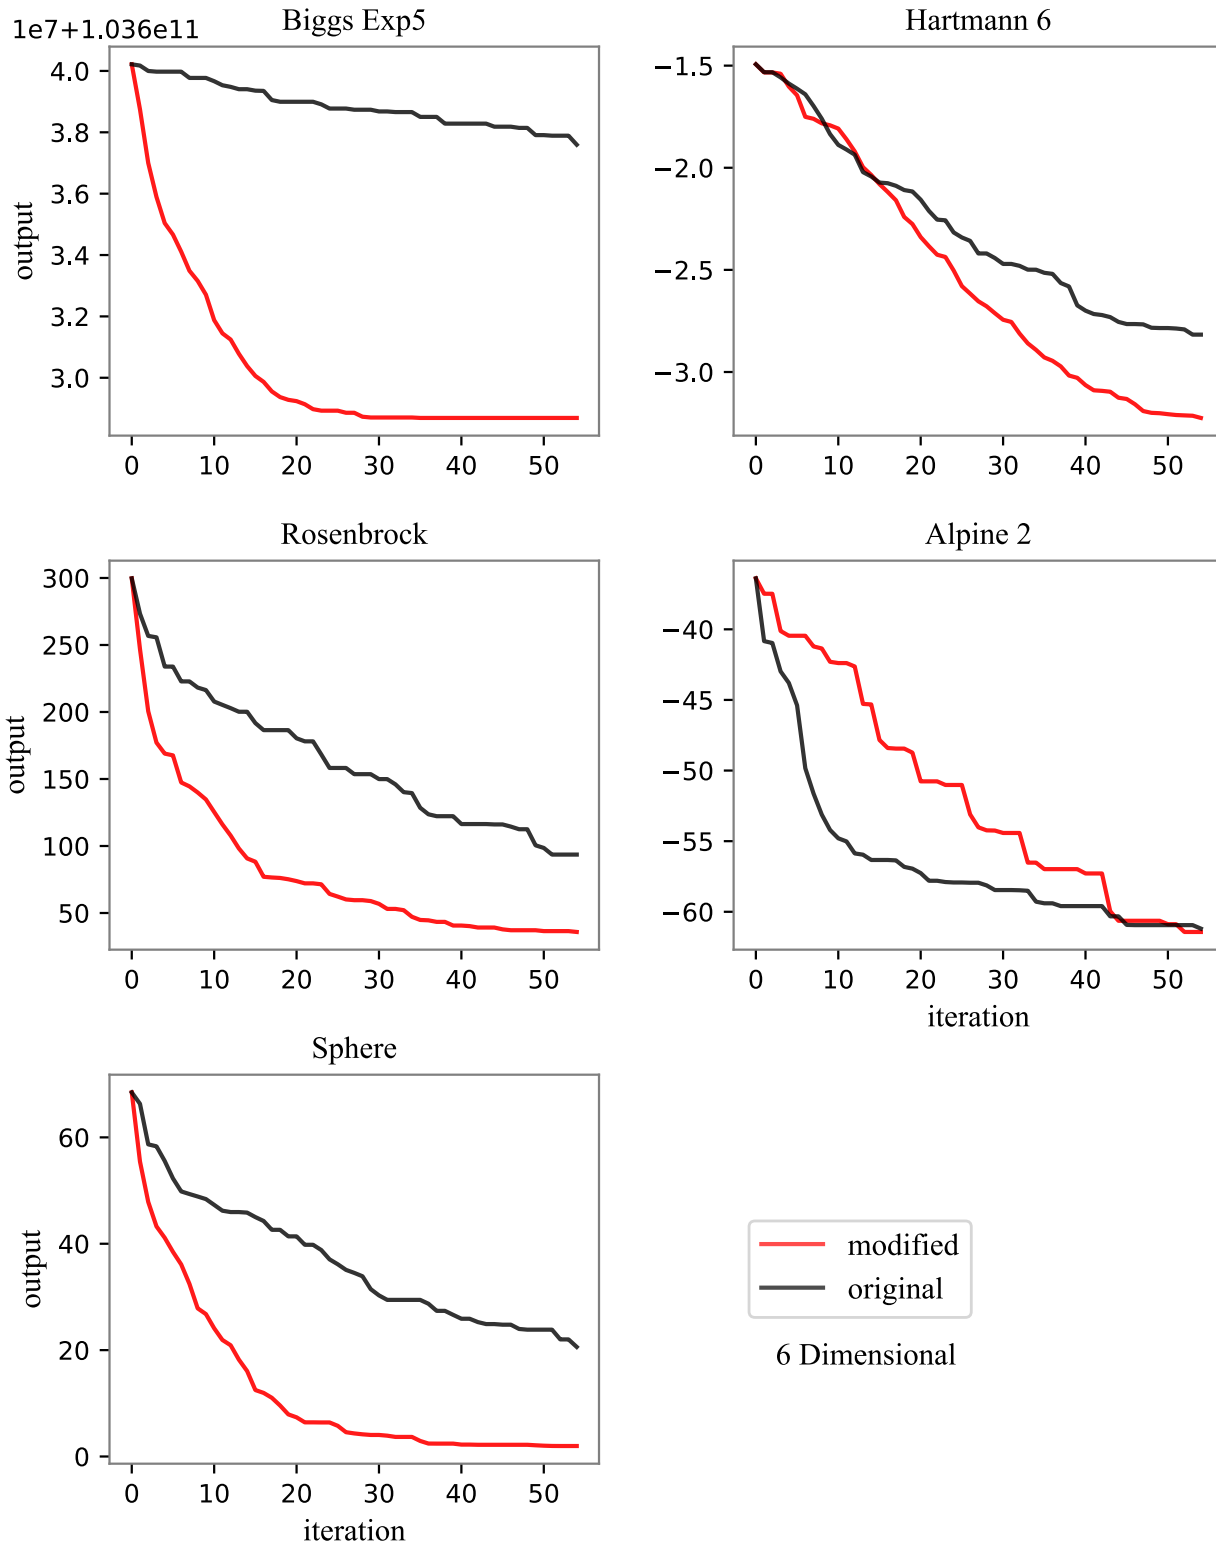 1e7+1.036e11
Biggs Exp5
4.0
3.8
3.6
3.4
3.2
3.0
output
0 10 20 30 40 50
Hartmann 6
−1.5
−2.0
−2.5
−3.0
0 10 20 30 40 50
Rosenbrock
300
250
200
150
100
50
output
0 10 20 30 40 50
Alpine 2
−40
−45
−50
−55
−60
0 10 20 30 40 50
iteration
Sphere
60
40
20
0
output
0 10 20 30 40 50
iteration
modified
original
6 Dimensional